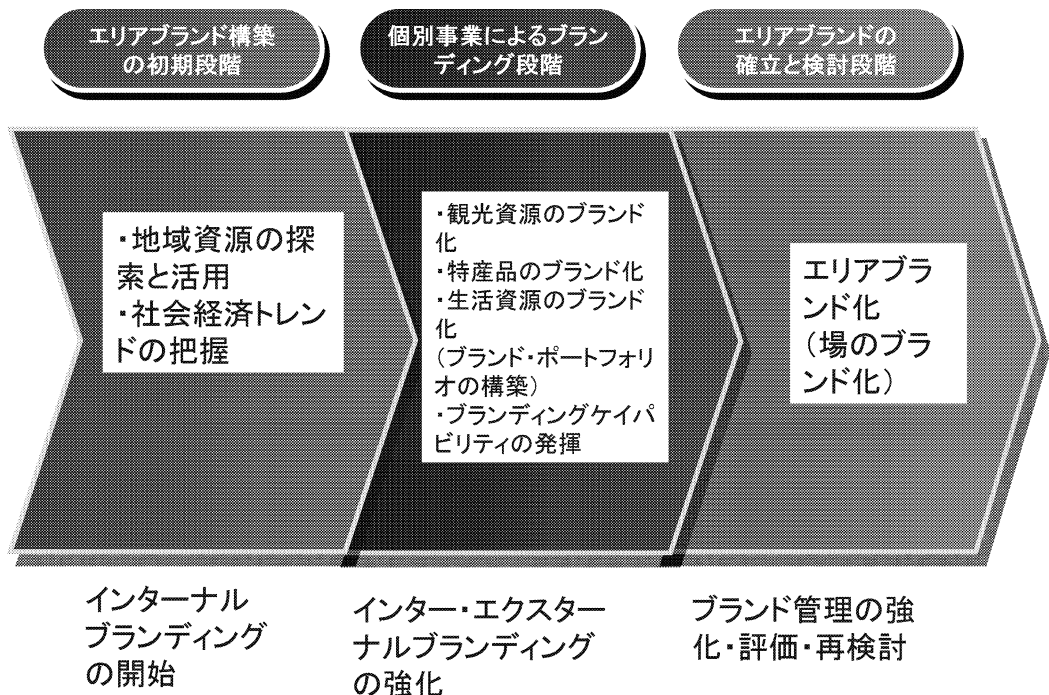 エリアブランド構築
の初期段階
個別事業によるブラン
ディング段階
エリアブランドの
確立と検討段階
・地域資源の探
索と活用
・社会経済トレン
ドの把握
・観光資源のブランド
化
・特産品のブランド化
・生活資源のブランド
化
(ブランド・ポートフォリ
オの構築)
・ブランディングケイパ
ビリティの発揮
エリアブラ
ンド化
(場のブラ
ンド化)
インターナル
ブランディング
の開始
インター・エクスター
ナルブランディング
の強化
ブランド管理の強
化・評価・再検討